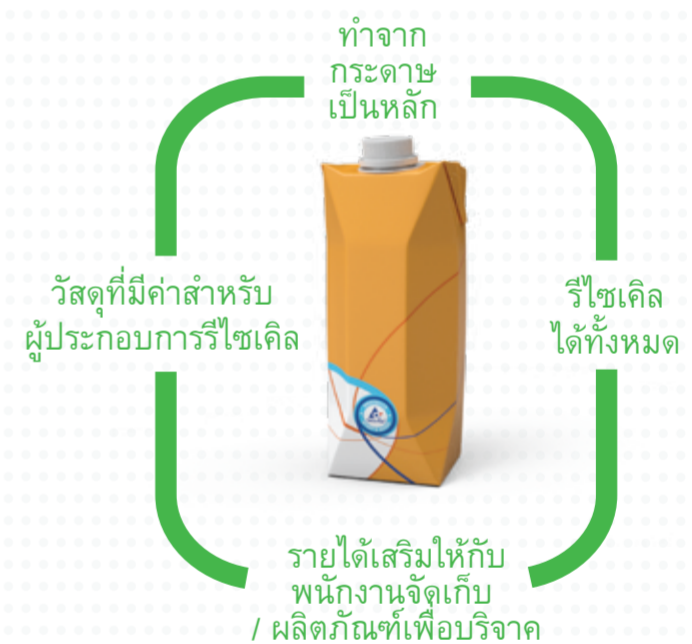 ทำจาก
กระดาษ
เป็นหลัก
วัสดุที่มีค่าสำหรับ
ผู้ประกอบการรีไซเคิล
รีไซเคิล
ได้ทั้งหมด
รายได้เสริมให้กับ
พนักงานจัดเก็บ
/ ผลิตภัณฑ์เพื่อบริจาค